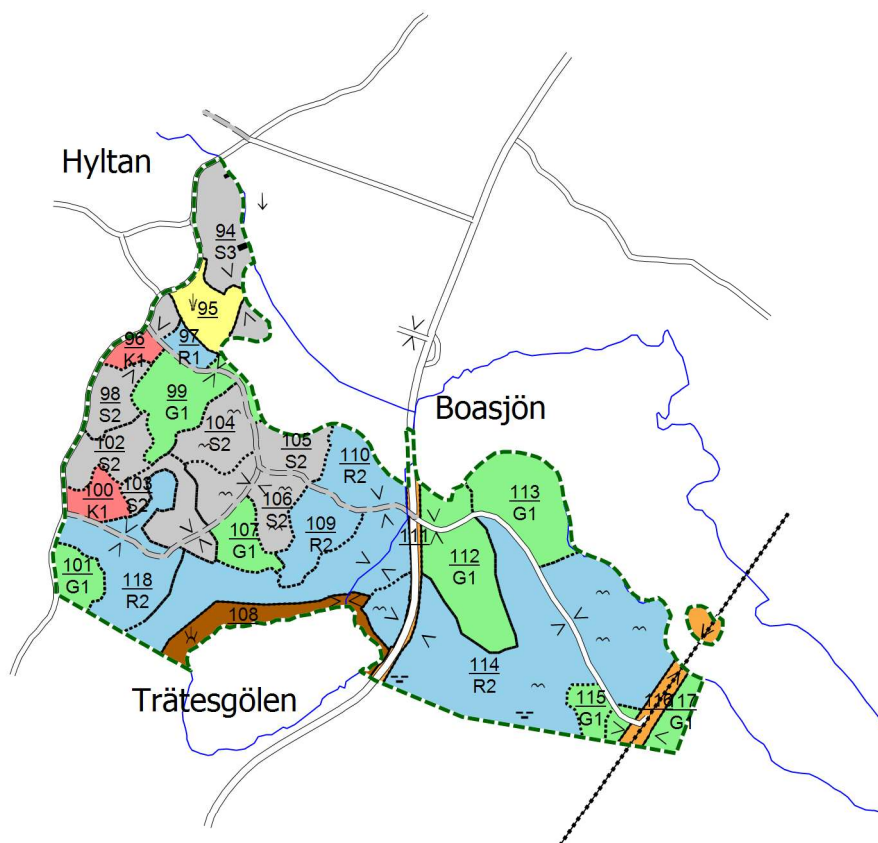 Hyltan
94
S3
95
96
K1
97
R1
98
S2
99
G1
104
S2
102
S2
105
S2
Boasjön
110
R2
100
K1
103
S2
106
S2
113
G1
107
G1
109
R2
111
112
G1
101
G1
118
R2
108
114
R2
Trätesgölen
115
G1
116
117
G1